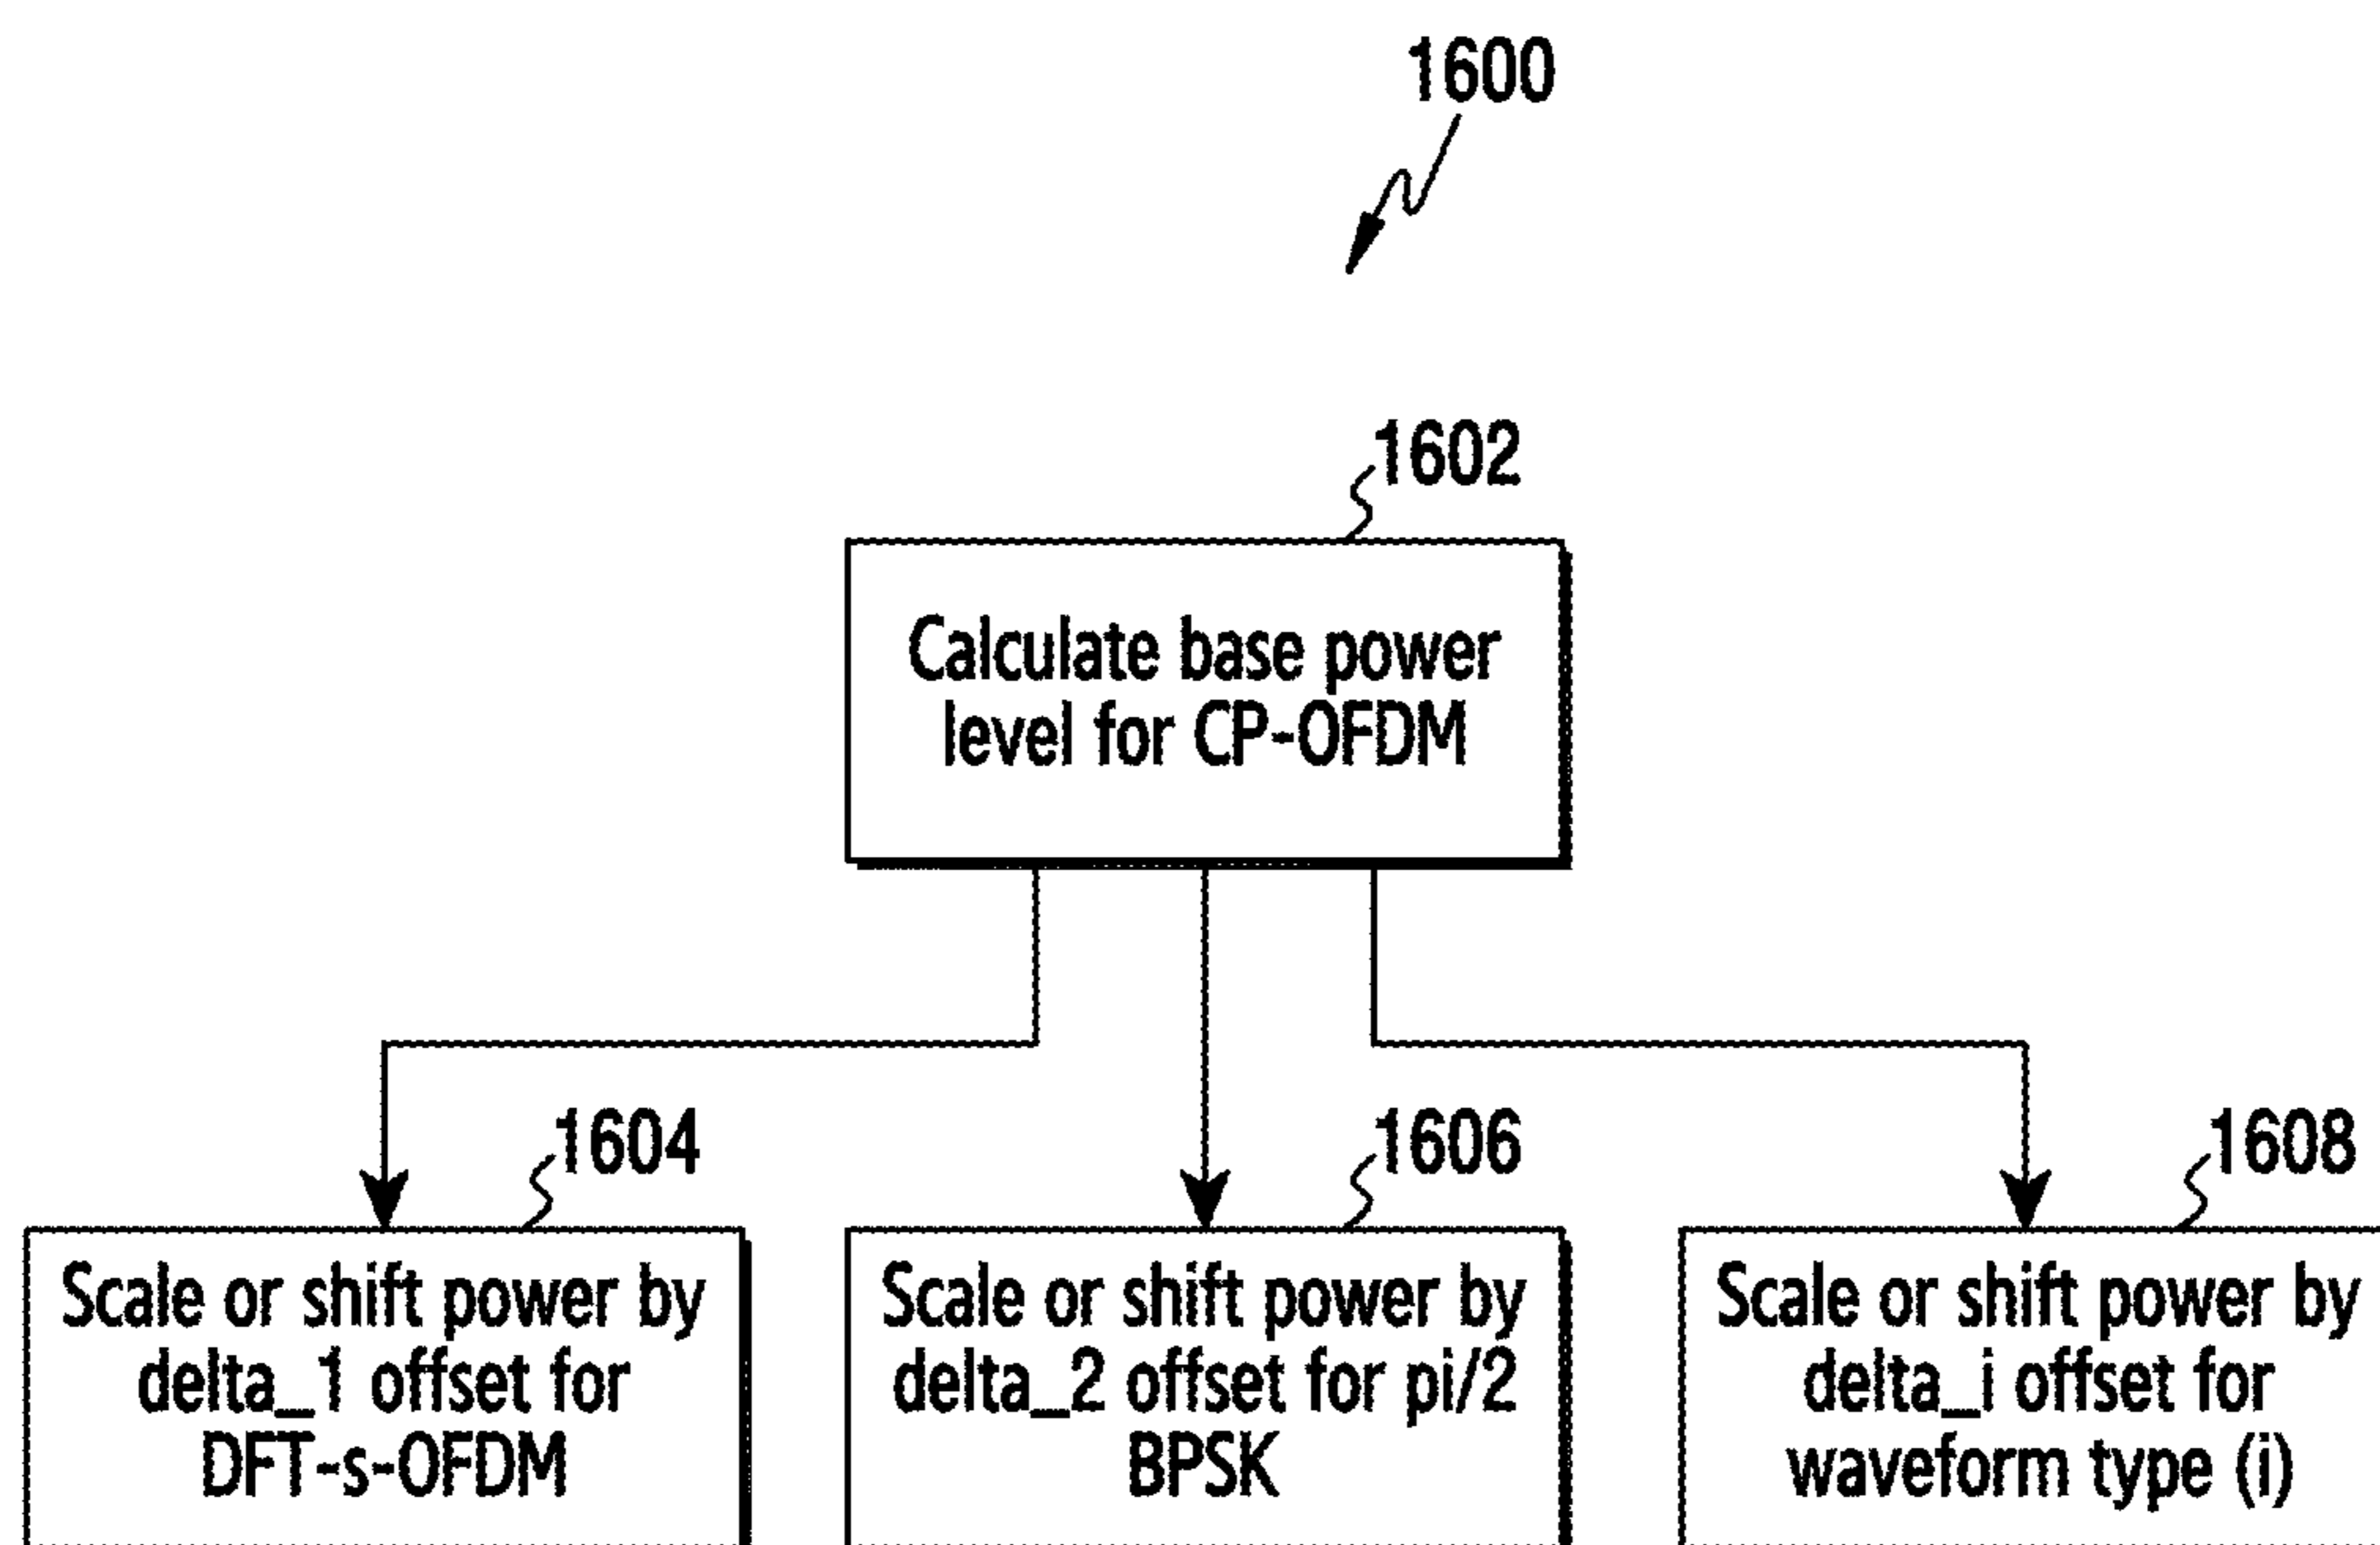 1600
1602
Calculate base power
level for CP-OFDM
1604
Scale or shift power by
delta_1 offset for
DFT-s-OFDM
1606
Scale or shift power by
delta_2 offset for pi/2
BPSK
1608
Scale or shift power by
delta_i offset for
waveform type (i)